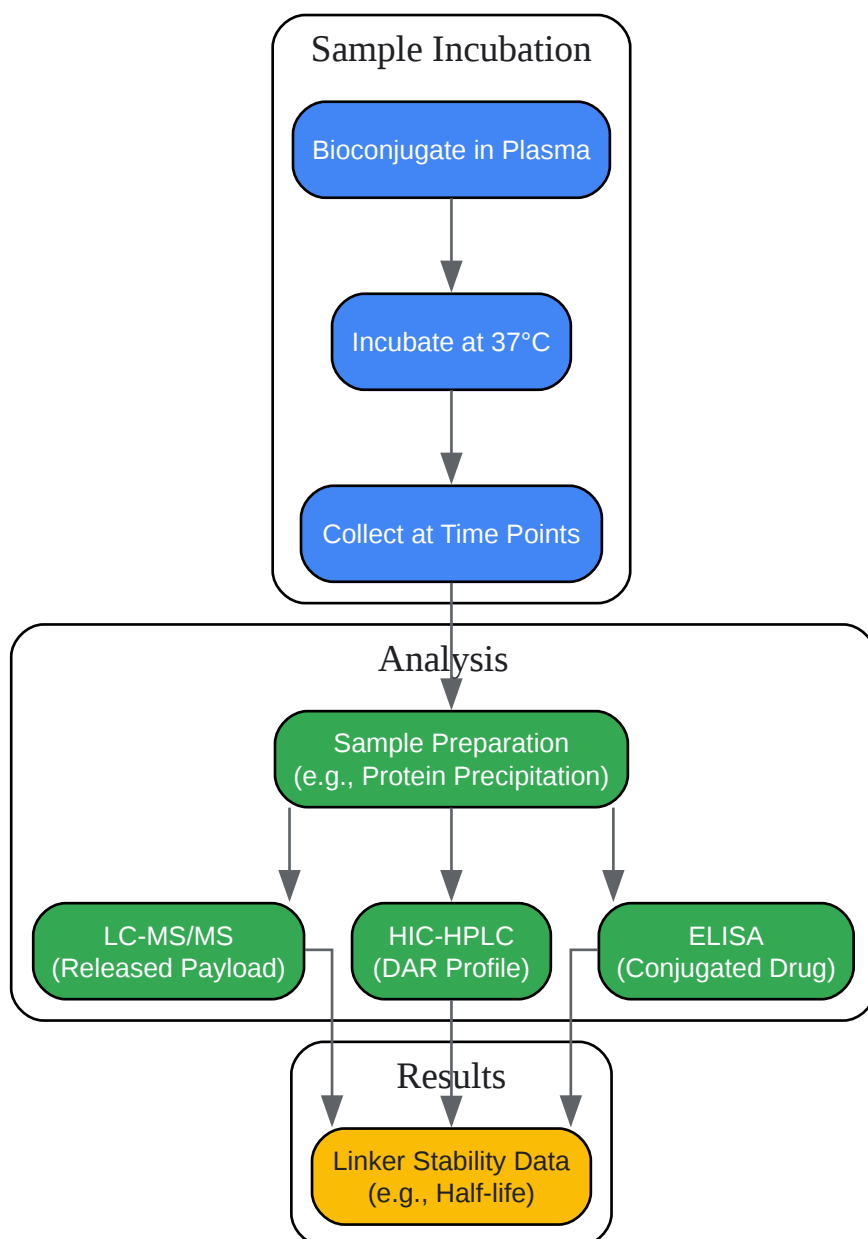 Sample Incubation
Bioconjugate in Plasma
Incubate at 37°C
Collect at Time Points
Analysis
Sample Preparation
(e.g., Protein Precipitation)
LC-MS/MS
(Released Payload)
HIC-HPLC
(DAR Profile)
ELISA
(Conjugated Drug)
Results
Linker Stability Data
(e.g., Half-life)